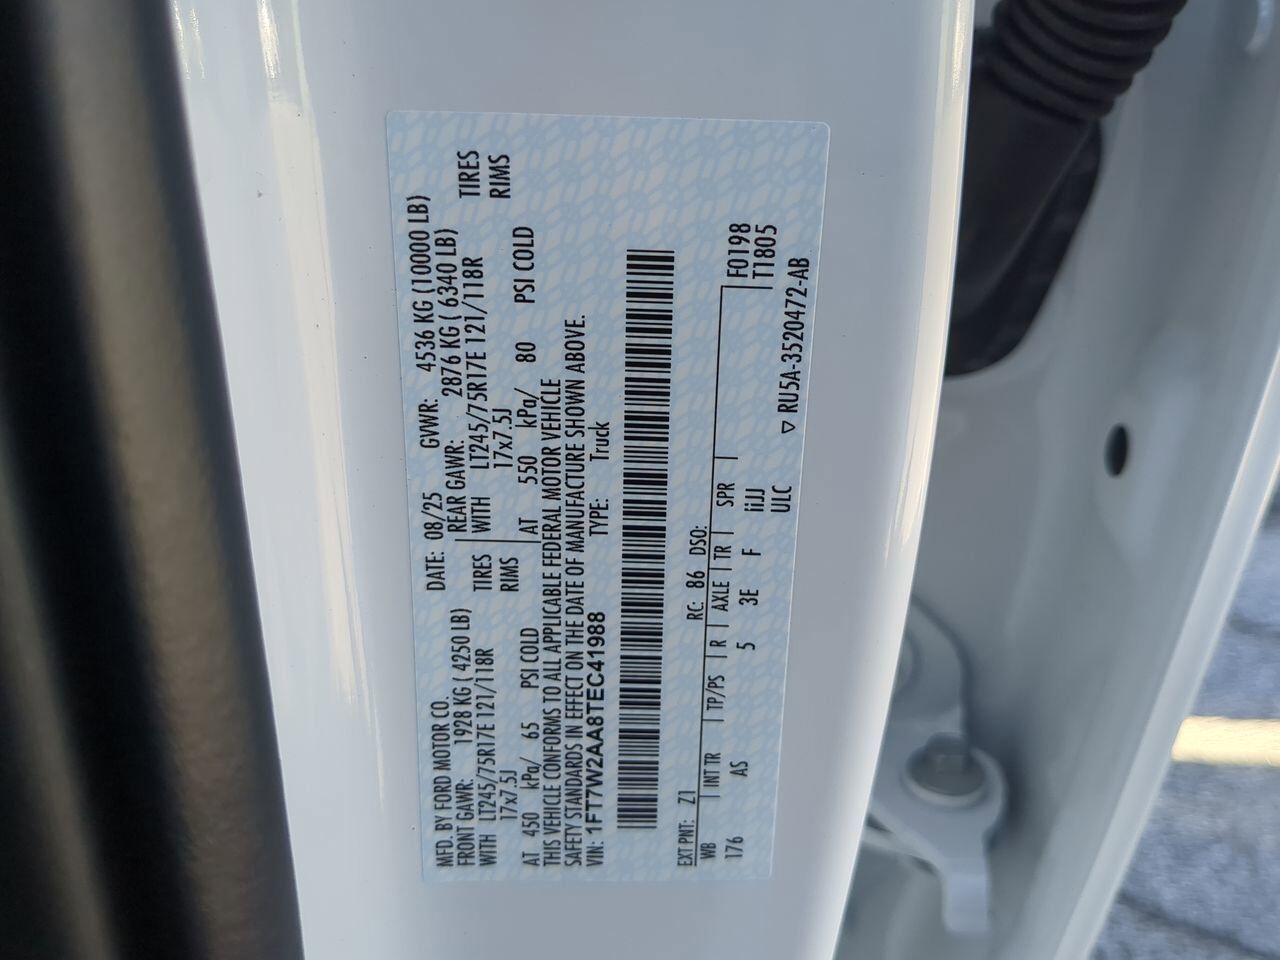 MFD. BY FORD MOTOR CO. DATE: 08/25 GVWR: 4536 KG (10000 LB)
FRONT GAWR: 1928 KG ( 4250 LB) REAR GAWR: 2876 KG ( 6340 LB)
WITH LT245/75R17E 121/118R TIRES WITH LT245/75R17E 121/118R TIRES
17x7.5J RIMS 17x7.5J RIMS
AT 450 kPa/ 65 PSI COLD AT 550 kPa/ 80 PSI COLD
THIS VEHICLE CONFORMS TO ALL APPLICABLE FEDERAL MOTOR VEHICLE
SAFETY STANDARDS IN EFFECT ON THE DATE OF MANUFACTURE SHOWN ABOVE.
VIN: 1FT7W2AA8TEC41988 TYPE: Truck
EXT PNT: Z1 RC: 86 DSO:
WB INT TR TP/PS R AXLE TR SPR F0198
176 AS 5 3E F iiJJ T1805
ULC ▽ RU5A-3520472-AB